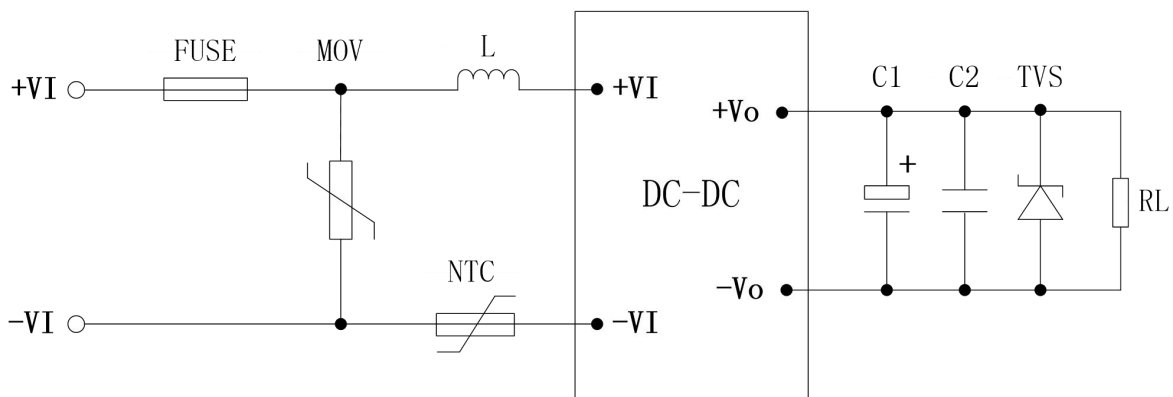 FUSE MOV L
+VI +VI
C1 C2 TVS
+Vo
+
DC-DC RL
NTC
-Vo
-VI -VI